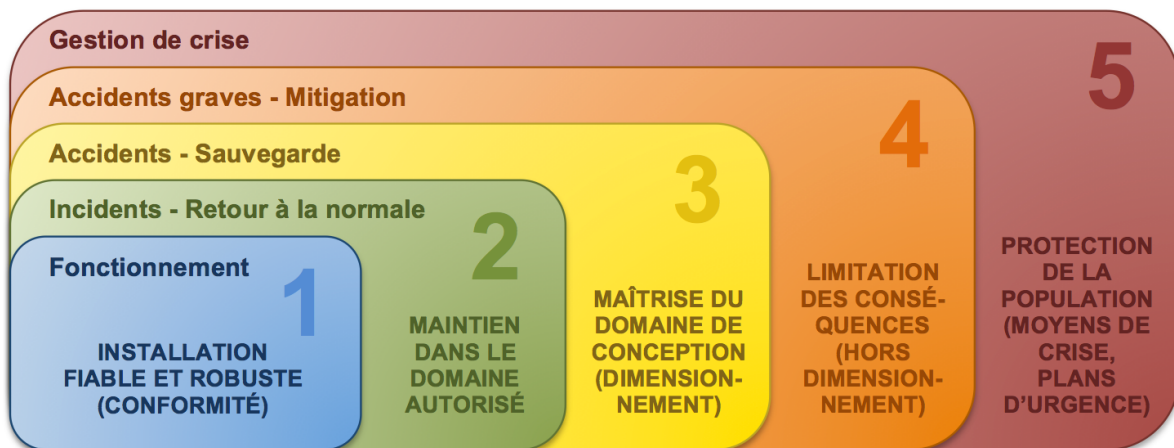 Gestion de crise
5
Accidents graves - Mitigation
4
Accidents - Sauvegarde
3
Incidents - Retour à la normale
2
Fonctionnement
1
INSTALLATION
FIABLE ET ROBUSTE
(CONFORMITÉ)
MAINTIEN
DANS LE
DOMAINE
AUTORISÉ
MAÎTRISE DU
DOMAINE DE
CONCEPTION
(DIMENSION-
NEMENT)
LIMITATION
DES CONSÉ-
QUENCES
(HORS
DIMENSION-
NEMENT)
PROTECTION
DE LA
POPULATION
(MOYENS DE
CRISE,
PLANS
D’URGENCE)